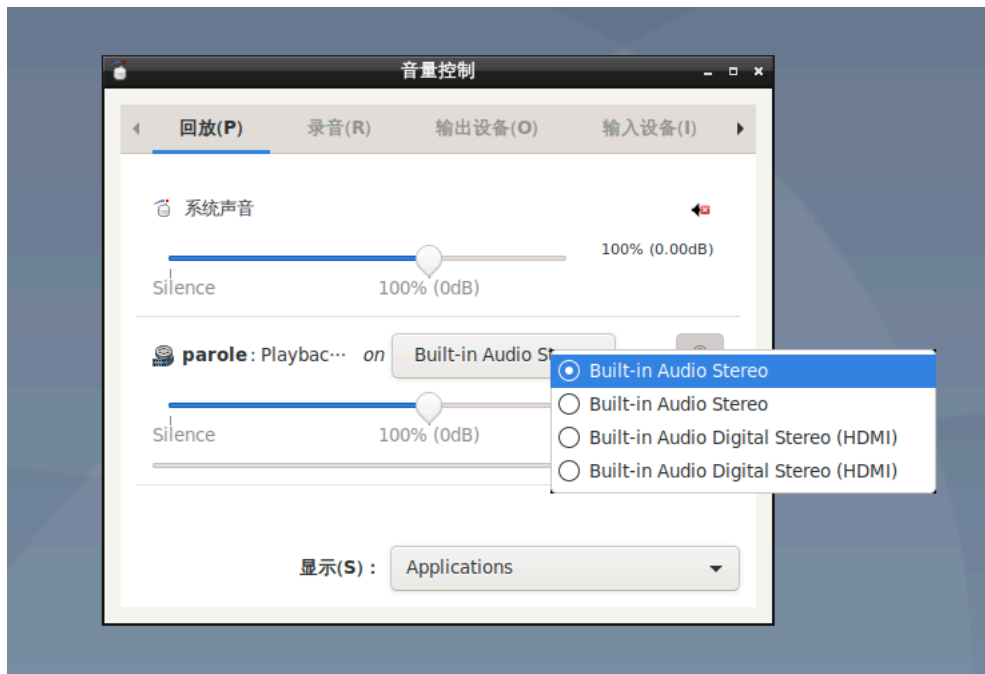 音量控制
回放(P) 录音(R) 输出设备(O) 输入设备(I)
系统声音
100% (0.00dB)
Silence 100% (0dB)
parole: Playbac… on Built-in Audio St
Built-in Audio Stereo
Built-in Audio Stereo
Silence 100% (0dB)
Built-in Audio Digital Stereo (HDMI)
Built-in Audio Digital Stereo (HDMI)
显示(S)： Applications